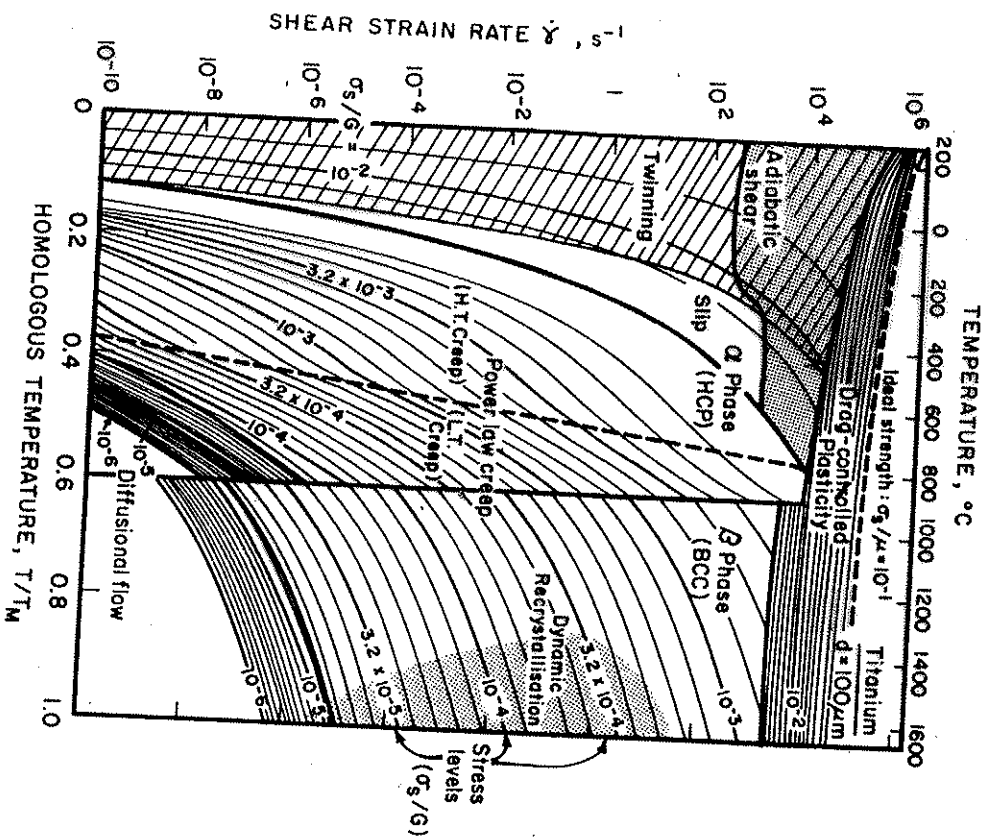 SHEAR STRAIN RATE γ̇ , s⁻¹
TEMPERATURE, °C
HOMOLOGOUS TEMPERATURE, T/T_M
10⁻¹⁰
10⁻⁸
10⁻⁶
10⁻⁴
10⁻²
1
10²
10⁴
10⁶
200
0
200
400
600
800
1000
1200
1400
1600
0
0.2
0.4
0.6
0.8
1.0
σs/G =
10⁻²
Twinning
Adiabatic
shear
Slip
α Phase
(HCP)
3.2 x 10⁻³
10⁻³
3.2 x 10⁻⁴
10⁻⁴
10⁻⁵
10⁻⁶
Power law creep
(H.T.Creep)
(L.T.
Creep)
Diffusional flow
Ideal strength: σs/μ=10⁻¹
Drag-controlled
Plasticity
β Phase
(BCC)
Titanium
d = 100μm
Dynamic
Recrystallisation
10⁻²
10⁻³
3.2 x 10⁻⁴
10⁻⁴
3.2 x 10⁻⁵
10⁻⁵
10⁻⁶
Stress
levels
(σs/G)